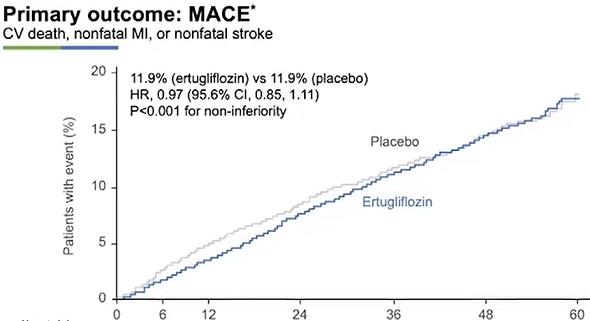 Primary outcome: MACE*
CV death, nonfatal MI, or nonfatal stroke
11.9% (ertugliflozin) vs 11.9% (placebo)
HR, 0.97 (95.6% CI, 0.85, 1.11)
P<0.001 for non-inferiority
Patients with event (%)
20
15
10
5
0
Placebo
Ertugliflozin
0 6 12 24 36 48 60